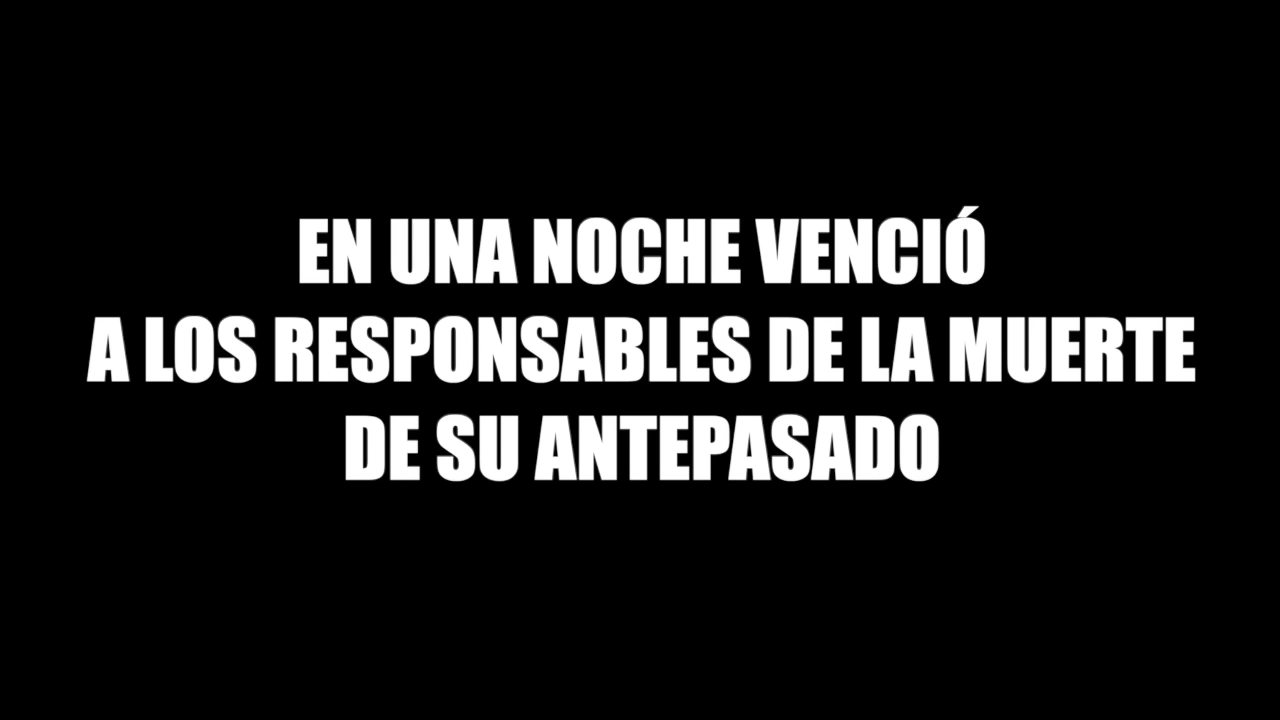 EN UNA NOCHE VENCIÓ
A LOS RESPONSABLES DE LA MUERTE
DE SU ANTEPASADO